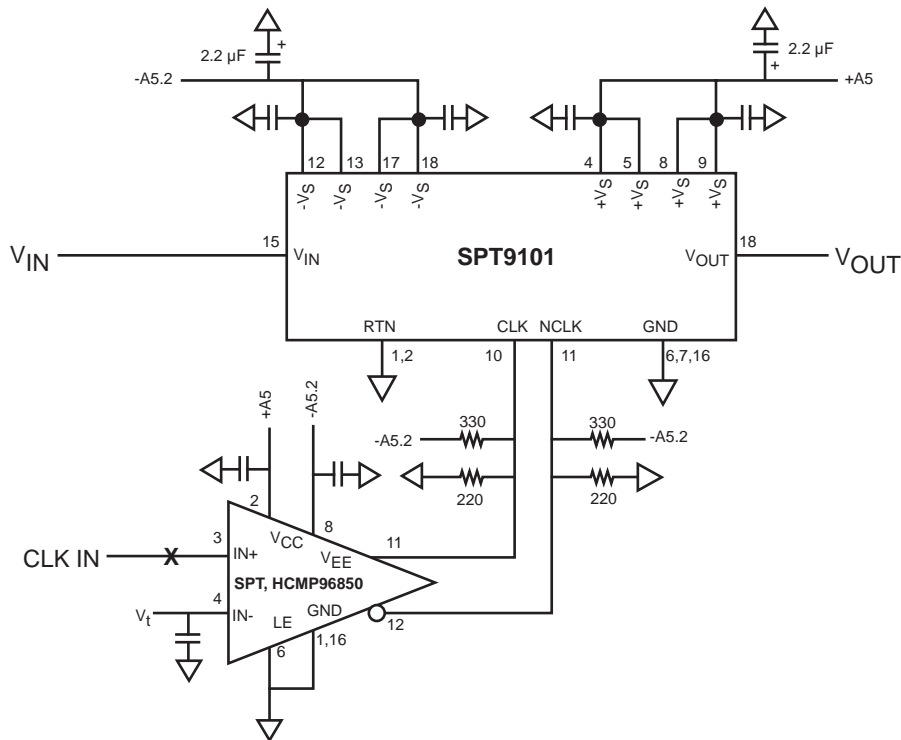 2.2 µF
+
2.2 µF
+
-A5.2
+A5
12
13
17
18
4
5
8
9
-VS
-VS
-VS
-VS
+VS
+VS
+VS
+VS
VIN
15
VIN
SPT9101
VOUT
18
VOUT
RTN
CLK
NCLK
GND
1,2
10
11
6,7,16
+A5
-A5.2
330
330
-A5.2
-A5.2
220
220
2
8
3
VCC
11
CLK IN
X
IN+
VEE
SPT, HCMP96850
4
Vt
IN-
GND
LE
12
1,16
6